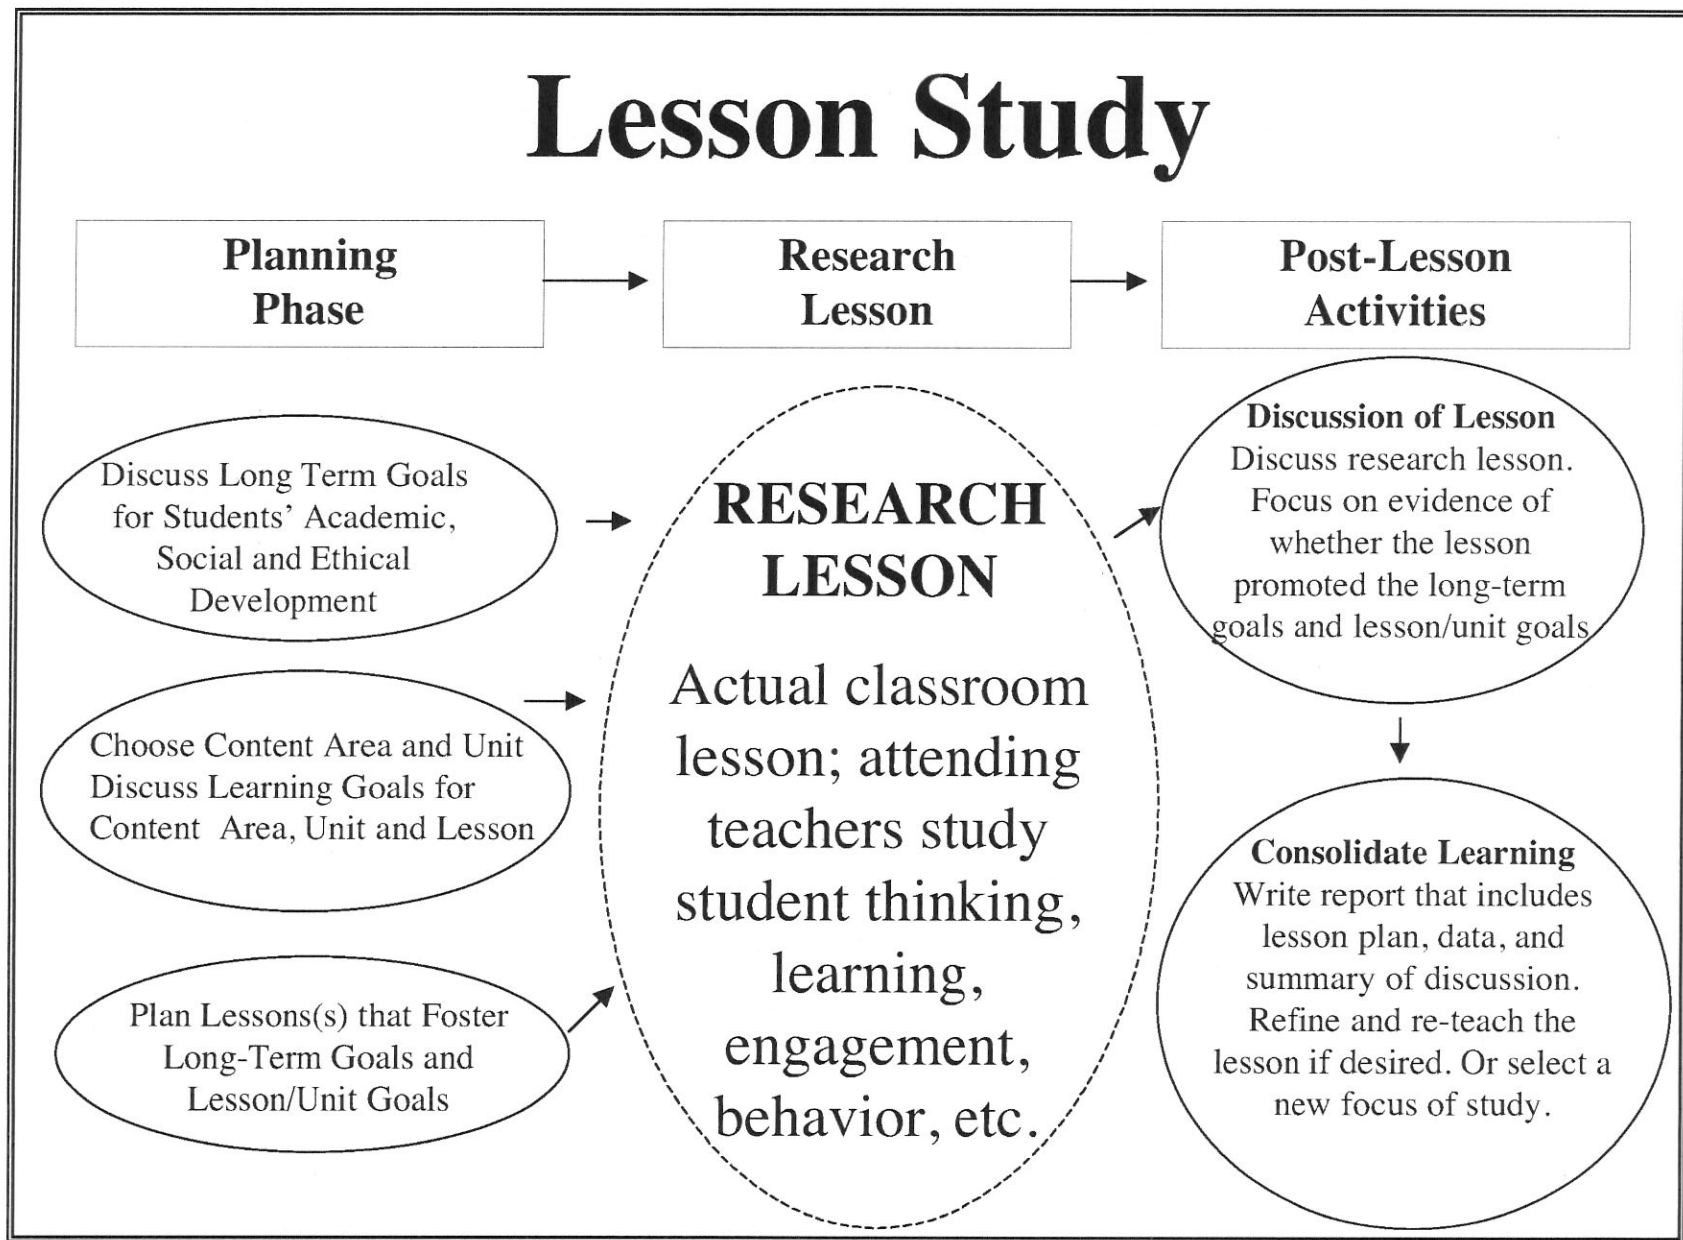 Lesson Study
Planning
Phase
Research
Lesson
Post-Lesson
Activities
Discuss Long Term Goals
for Students’ Academic,
Social and Ethical
Development
Choose Content Area and Unit
Discuss Learning Goals for
Content Area, Unit and Lesson
Plan Lessons(s) that Foster
Long-Term Goals and
Lesson/Unit Goals
RESEARCH
LESSON
Actual classroom
lesson; attending
teachers study
student thinking,
learning,
engagement,
behavior, etc.
Discussion of Lesson
Discuss research lesson.
Focus on evidence of
whether the lesson
promoted the long-term
goals and lesson/unit goals
Consolidate Learning
Write report that includes
lesson plan, data, and
summary of discussion.
Refine and re-teach the
lesson if desired. Or select a
new focus of study.